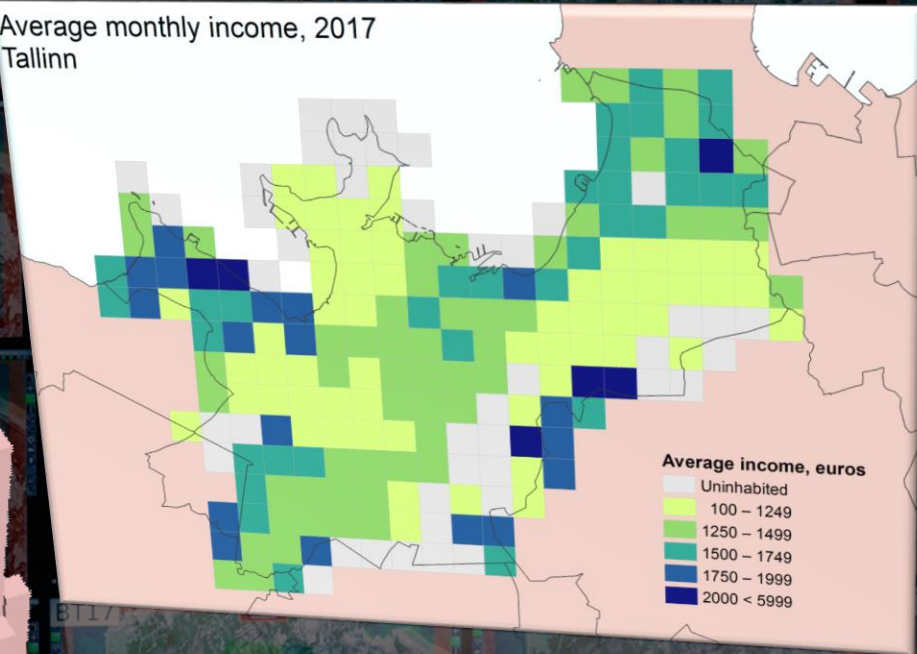 Average monthly income, 2017
Tallinn
Average income, euros
Uninhabited
100 – 1249
1250 – 1499
1500 – 1749
1750 – 1999
2000 < 5999
BT17